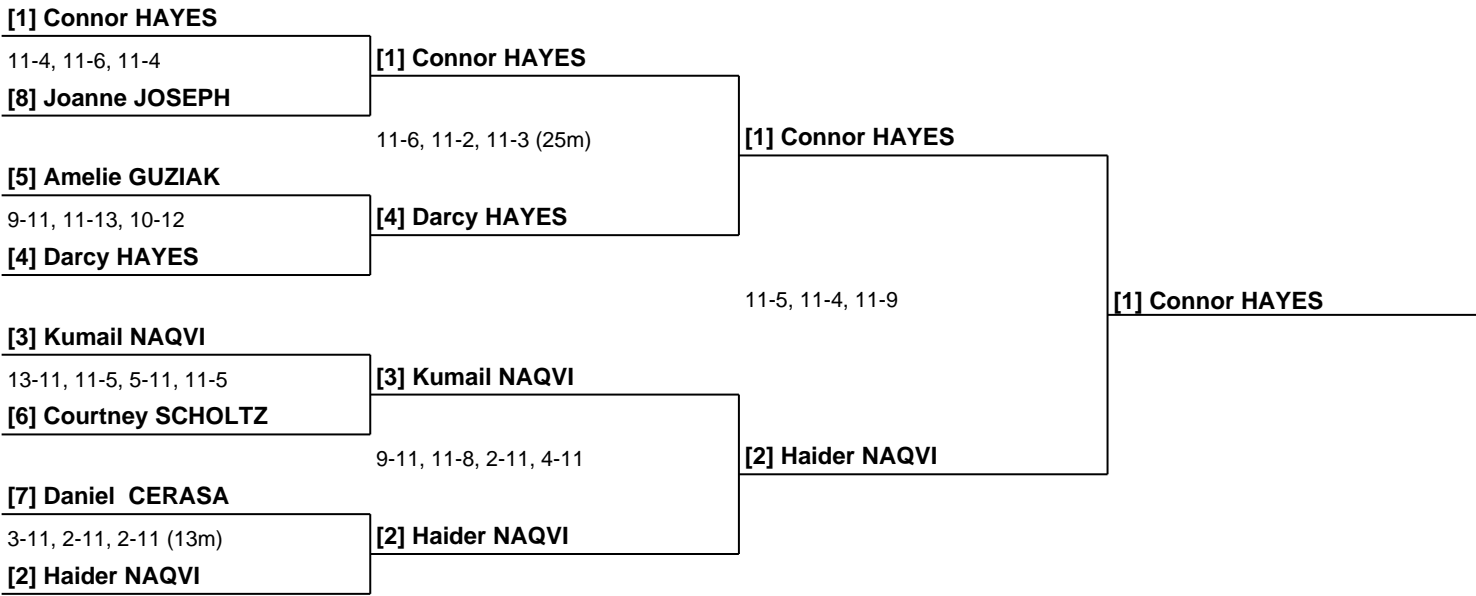 [1] Connor HAYES
11-4, 11-6, 11-4
[8] Joanne JOSEPH
[5] Amelie GUZIAK
9-11, 11-13, 10-12
[4] Darcy HAYES
[3] Kumail NAQVI
13-11, 11-5, 5-11, 11-5
[6] Courtney SCHOLTZ
[7] Daniel  CERASA
3-11, 2-11, 2-11 (13m)
[2] Haider NAQVI
[1] Connor HAYES
11-6, 11-2, 11-3 (25m)
[4] Darcy HAYES
[3] Kumail NAQVI
9-11, 11-8, 2-11, 4-11
[2] Haider NAQVI
[1] Connor HAYES
11-5, 11-4, 11-9
[2] Haider NAQVI
[1] Connor HAYES